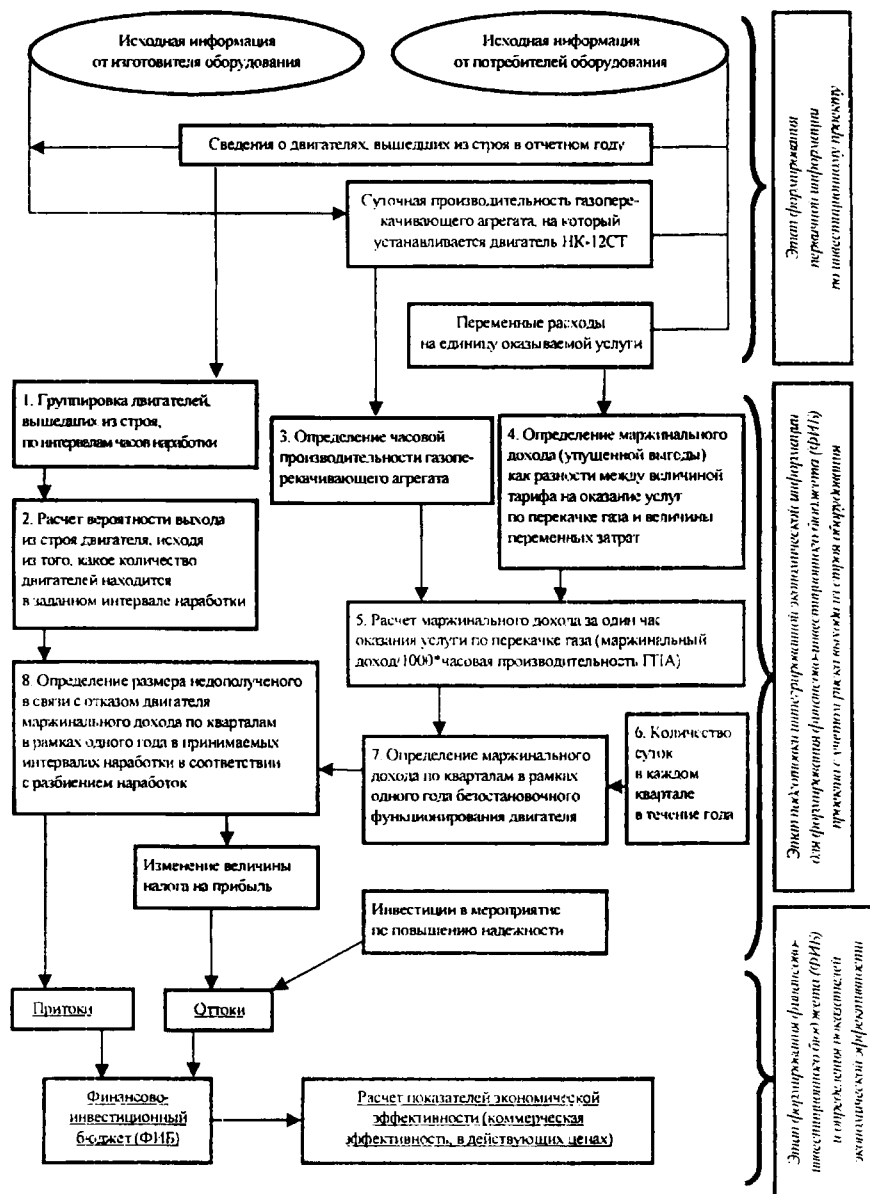 Исходная информация
от изготовителя оборудования
Исходная информация
от потребителей оборудования
Сведения о двигателях, вышедших из строя в отчетном году
Суточная производительность газопере-
качивающего агрегата, на который
устанавливается двигатель НК-12СТ
Переменные расходы
на единицу оказываемой услуги
Этап формирования
первичной информации
по инвестиционному проекту
1. Группировка двигателей,
вышедших из строя,
по интервалам часов наработки
3. Определение часовой
производительности газопе-
рекачивающего агрегата
4. Определение маржинального
дохода (упущенной выгоды)
как разности между величиной
тарифа на оказание услуг
по перекачке газа и величины
переменных затрат
2. Расчет вероятности выхода
из строя двигателя, исходя
из того, какое количество
двигателей находится
в заданном интервале наработки
5. Расчет маржинального дохода за один час
оказания услуги по перекачке газа (маржинальный
доход/1000*часовая производительность ГПА)
8. Определение размера недополученого
в связи с отказом двигателя
маржинального дохода по кварталам
в рамках одного года в принимаемых
интервалах наработки в соответствии
с разбиением наработок
7. Определение маржинального
дохода по кварталам в рамках
одного года безостановочного
функционирования двигателя
6. Количество
суток
в каждом
квартале
в течение года
Этап подготовки интегрированной экономической информации
для формирования финансово-инвестиционного бюджета (ФИБ)
проекта с учетом риска выхода из строя оборудования
Изменение величины
налога на прибыль
Инвестиции в мероприятие
по повышению надежности
Притоки
Оттоки
Финансово-
инвестиционный
бюджет (ФИБ)
Расчет показателей экономической
эффективности (коммерческая
эффективность, в действующих ценах)
Этап формирования финансово-
инвестиционного бюджета (ФИБ)
и определения показателей
экономической эффективности